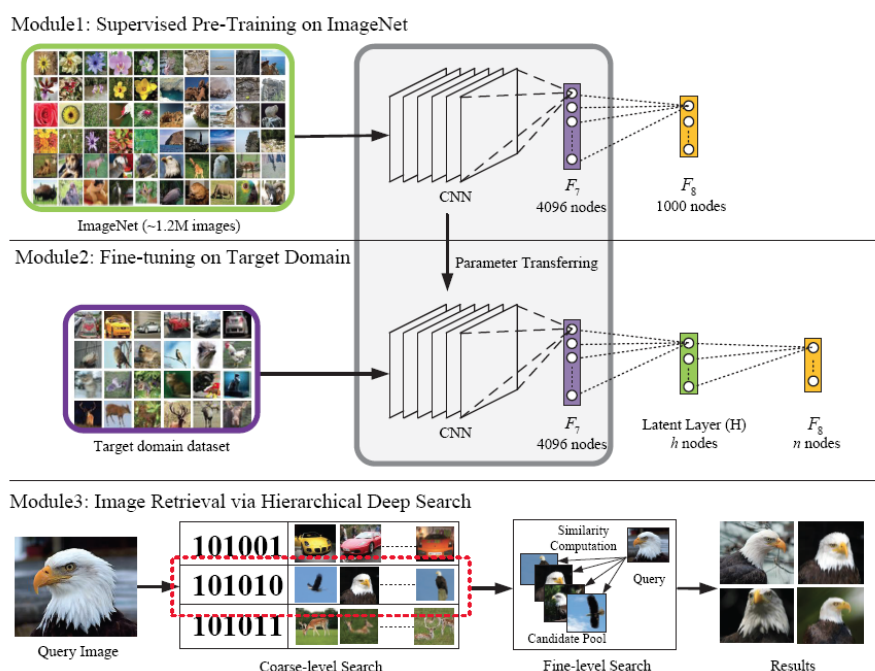 Module1: Supervised Pre-Training on ImageNet
CNN
F7
4096 nodes
F8
1000 nodes
ImageNet (~1.2M images)
Module2: Fine-tuning on Target Domain
Parameter Transferring
CNN
F7
4096 nodes
Latent Layer (H)
h nodes
F8
n nodes
Target domain dataset
Module3: Image Retrieval via Hierarchical Deep Search
101001
101010
101011
Similarity
Computation
Query
Candidate Pool
Query Image
Coarse-level Search
Fine-level Search
Results